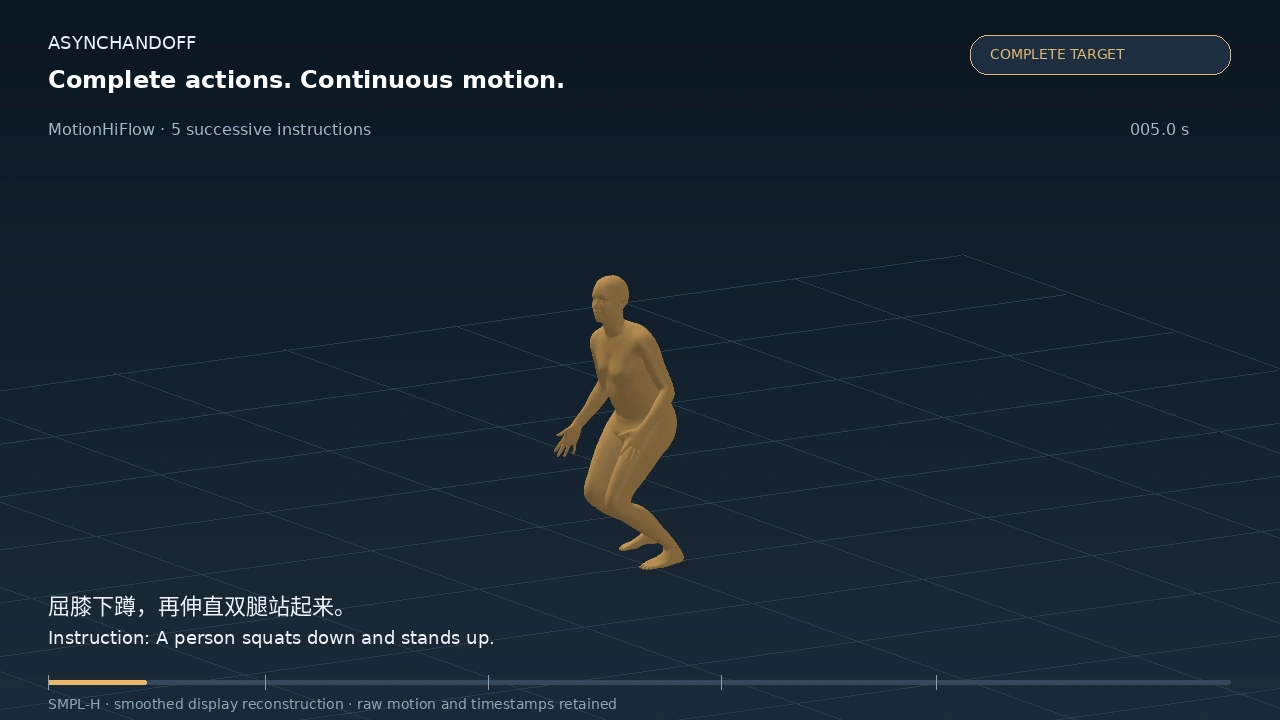 ASYNCHANDOFF
COMPLETE TARGET
Complete actions. Continuous motion.
MotionHiFlow · 5 successive instructions
005.0 s
屈膝下蹲，再伸直双腿站起来。
Instruction: A person squats down and stands up.
SMPL-H · smoothed display reconstruction · raw motion and timestamps retained